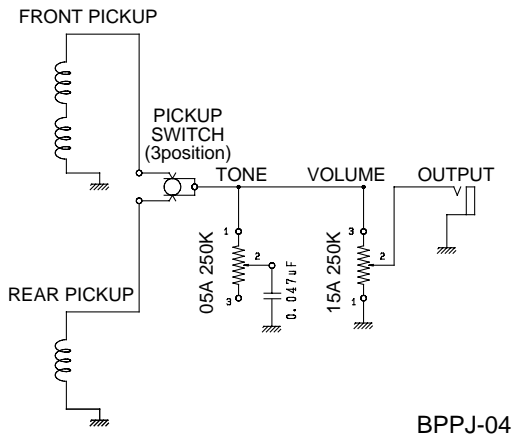 FRONT PICKUP
PICKUP
SWITCH
(3position)
TONE
VOLUME
OUTPUT
1
2
3
05A 250K
0.047uF
3
2
1
15A 250K
REAR PICKUP
BPPJ-04